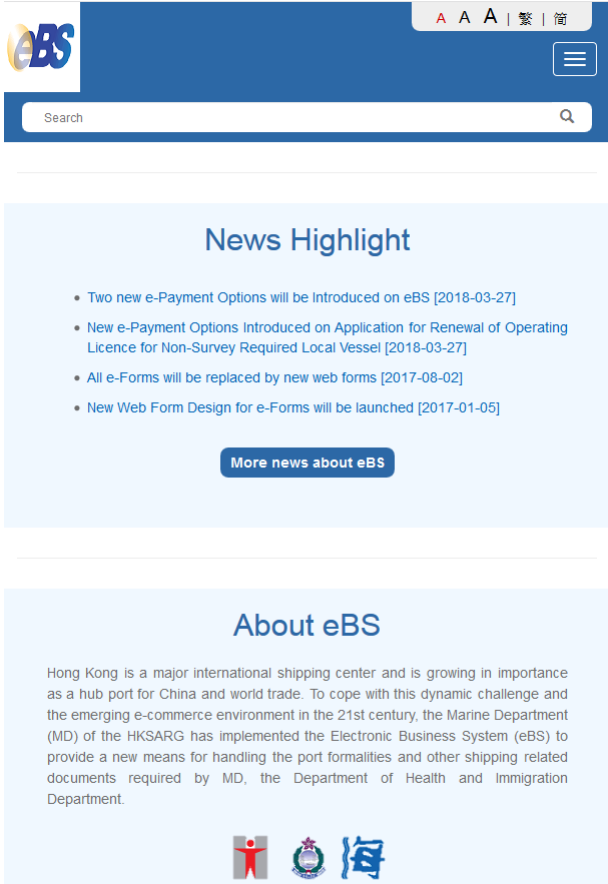 A A A | 繁 | 简
eBS
Search
News Highlight
Two new e-Payment Options will be Introduced on eBS [2018-03-27]
New e-Payment Options Introduced on Application for Renewal of Operating
Licence for Non-Survey Required Local Vessel [2018-03-27]
All e-Forms will be replaced by new web forms [2017-08-02]
New Web Form Design for e-Forms will be launched [2017-01-05]
More news about eBS
About eBS
Hong Kong is a major international shipping center and is growing in importance
as a hub port for China and world trade. To cope with this dynamic challenge and
the emerging e-commerce environment in the 21st century, the Marine Department
(MD) of the HKSARG has implemented the Electronic Business System (eBS) to
provide a new means for handling the port formalities and other shipping related
documents required by MD, the Department of Health and Immigration
Department.
海